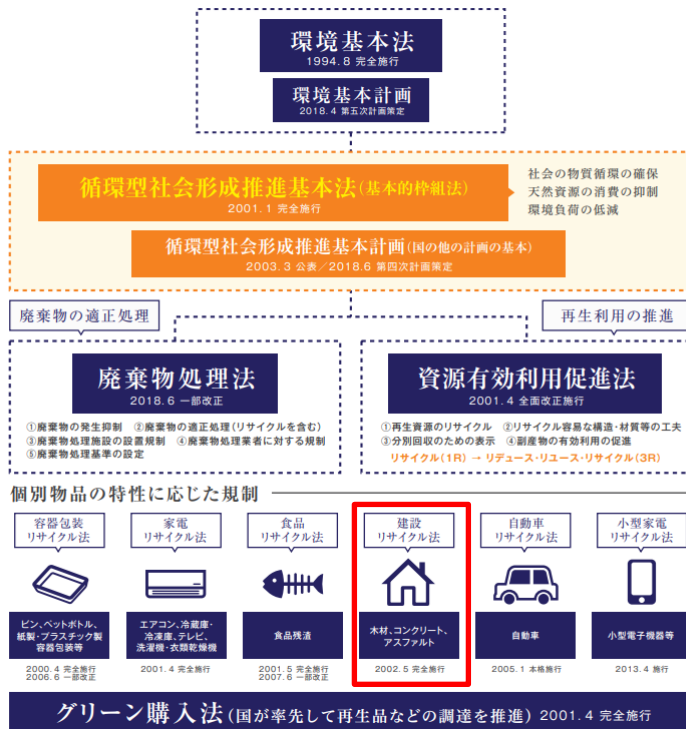 環境基本法
1994.8 完全施行
環境基本計画
2018.4 第五次計画策定
循環型社会形成推進基本法(基本的枠組法)
2001.1 完全施行
社会の物質循環の確保
天然資源の消費の抑制
環境負荷の低減
循環型社会形成推進基本計画(国の他の計画の基本)
2003.3 公表/2018.6 第四次計画策定
廃棄物の適正処理
再生利用の推進
廃棄物処理法
2018.6 一部改正
①廃棄物の発生抑制 ②廃棄物の適正処理(リサイクルを含む)
③廃棄物処理施設の設置規制 ④廃棄物処理業者に対する規制
⑤廃棄物処理基準の設定
資源有効利用促進法
2001.4 全面改正施行
①再生資源のリサイクル ②リサイクル容易な構造・材質等の工夫
③分別回収のための表示 ④副産物の有効利用の促進
リサイクル(1R) → リデュース・リユース・リサイクル(3R)
個別物品の特性に応じた規制
容器包装
リサイクル法
ビン、ペットボトル、
紙製・プラスチック製
容器包装等
2000.4 完全施行
2006.6 一部改正
家電
リサイクル法
エアコン、冷蔵庫・
冷凍庫、テレビ、
洗濯機・衣類乾燥機
2001.4 完全施行
食品
リサイクル法
食品残渣
2001.5 完全施行
2007.6 一部改正
建設
リサイクル法
木材、コンクリート、
アスファルト
2002.5 完全施行
自動車
リサイクル法
自動車
2005.1 本格施行
小型家電
リサイクル法
小型電子機器等
2013.4 施行
グリーン購入法(国が率先して再生品などの調達を推進) 2001.4 完全施行